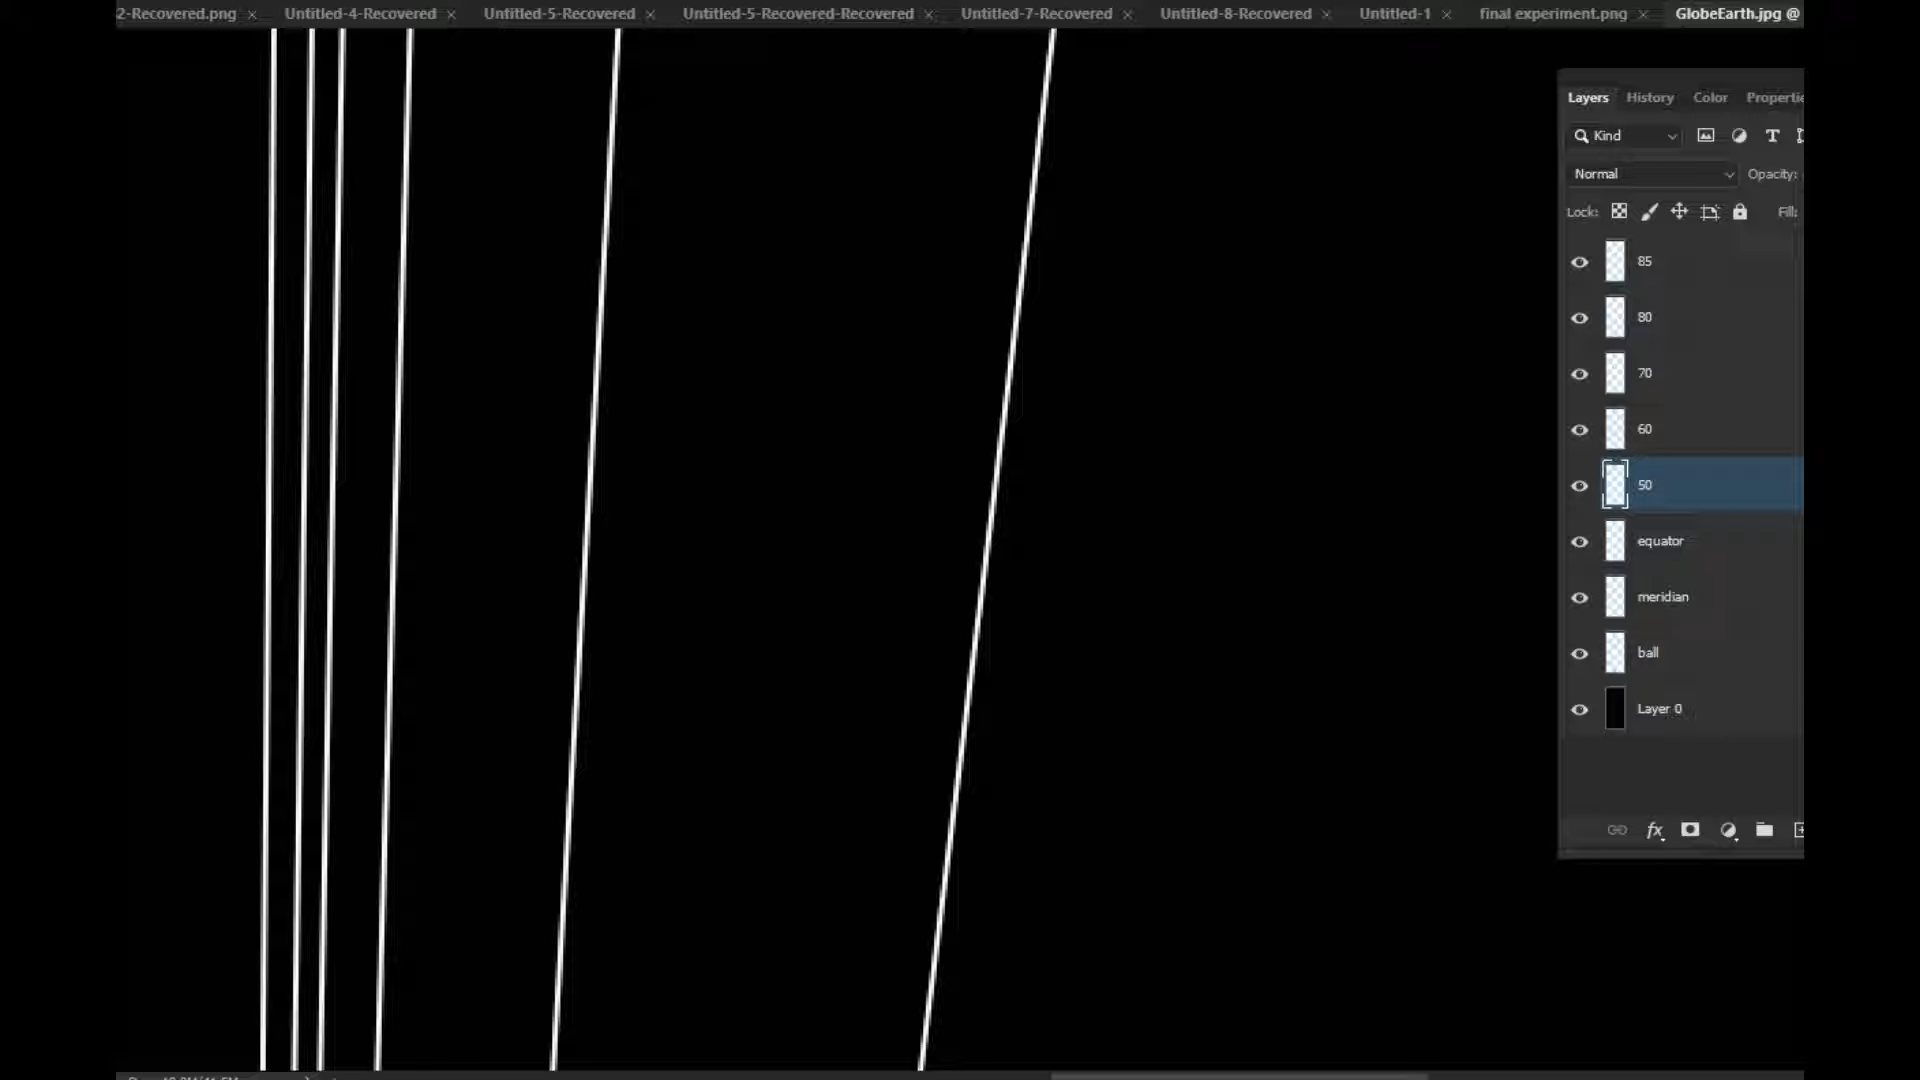 2-Recovered.png × Untitled-4-Recovered × Untitled-5-Recovered × Untitled-5-Recovered-Recovered × Untitled-7-Recovered × Untitled-8-Recovered × Untitled-1 × final experiment.png × GlobeEarth.jpg @
Layers History Color Propertie
Kind
Normal Opacity:
Lock: Fill:
85
80
70
60
50
equator
meridian
ball
Layer 0
fx